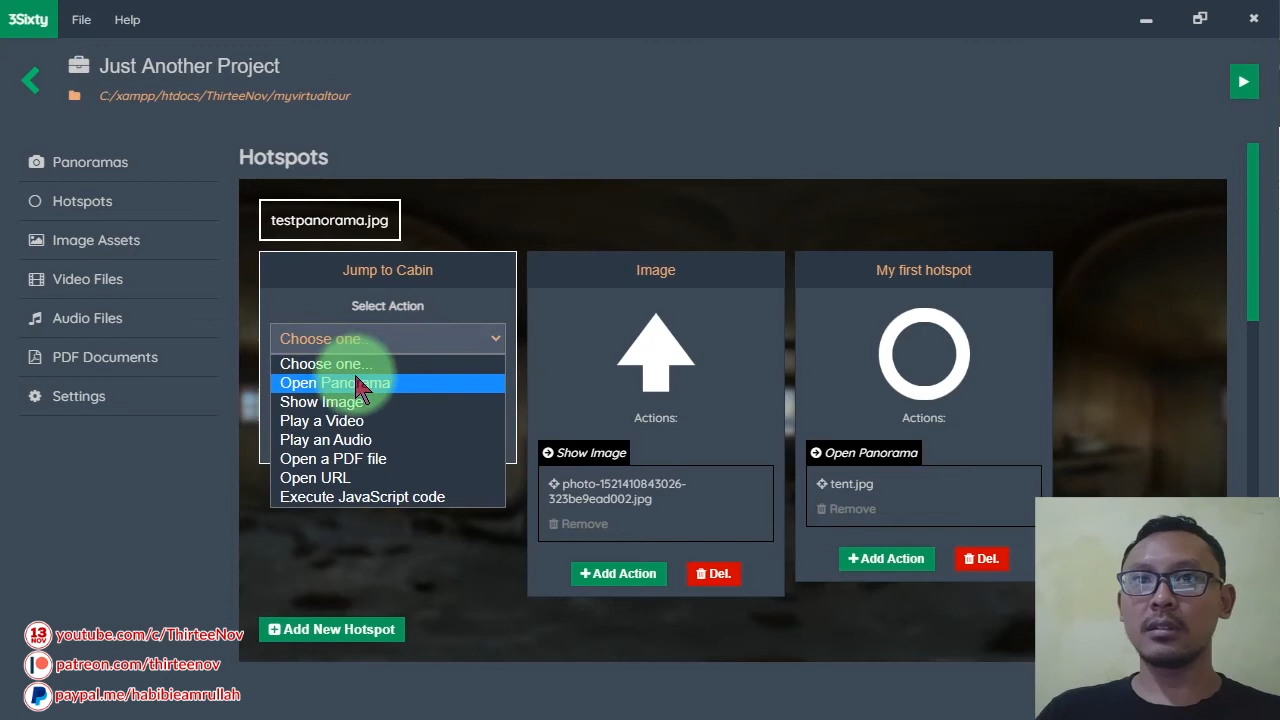 3Sixty File Help
Just Another Project
C:/xampp/htdocs/ThirteeNov/myvirtualtour
Panoramas
Hotspots
Image Assets
Video Files
Audio Files
PDF Documents
Settings
Hotspots
testpanorama.jpg
Jump to Cabin
Select Action
Choose one..
Choose one...
Open Panorama
Show Image
Play a Video
Play an Audio
Open a PDF file
Open URL
Execute JavaScript code
Image
Actions:
Show Image
photo-1521410843026-
323be9ead002.jpg
Remove
Add Action Del.
My first hotspot
Actions:
Open Panorama
tent.jpg
Remove
Add Action Del.
Add New Hotspot
13
NOV
youtube.com/c/ThirteeNov
patreon.com/thirteenov
paypal.me/habibieamrullah